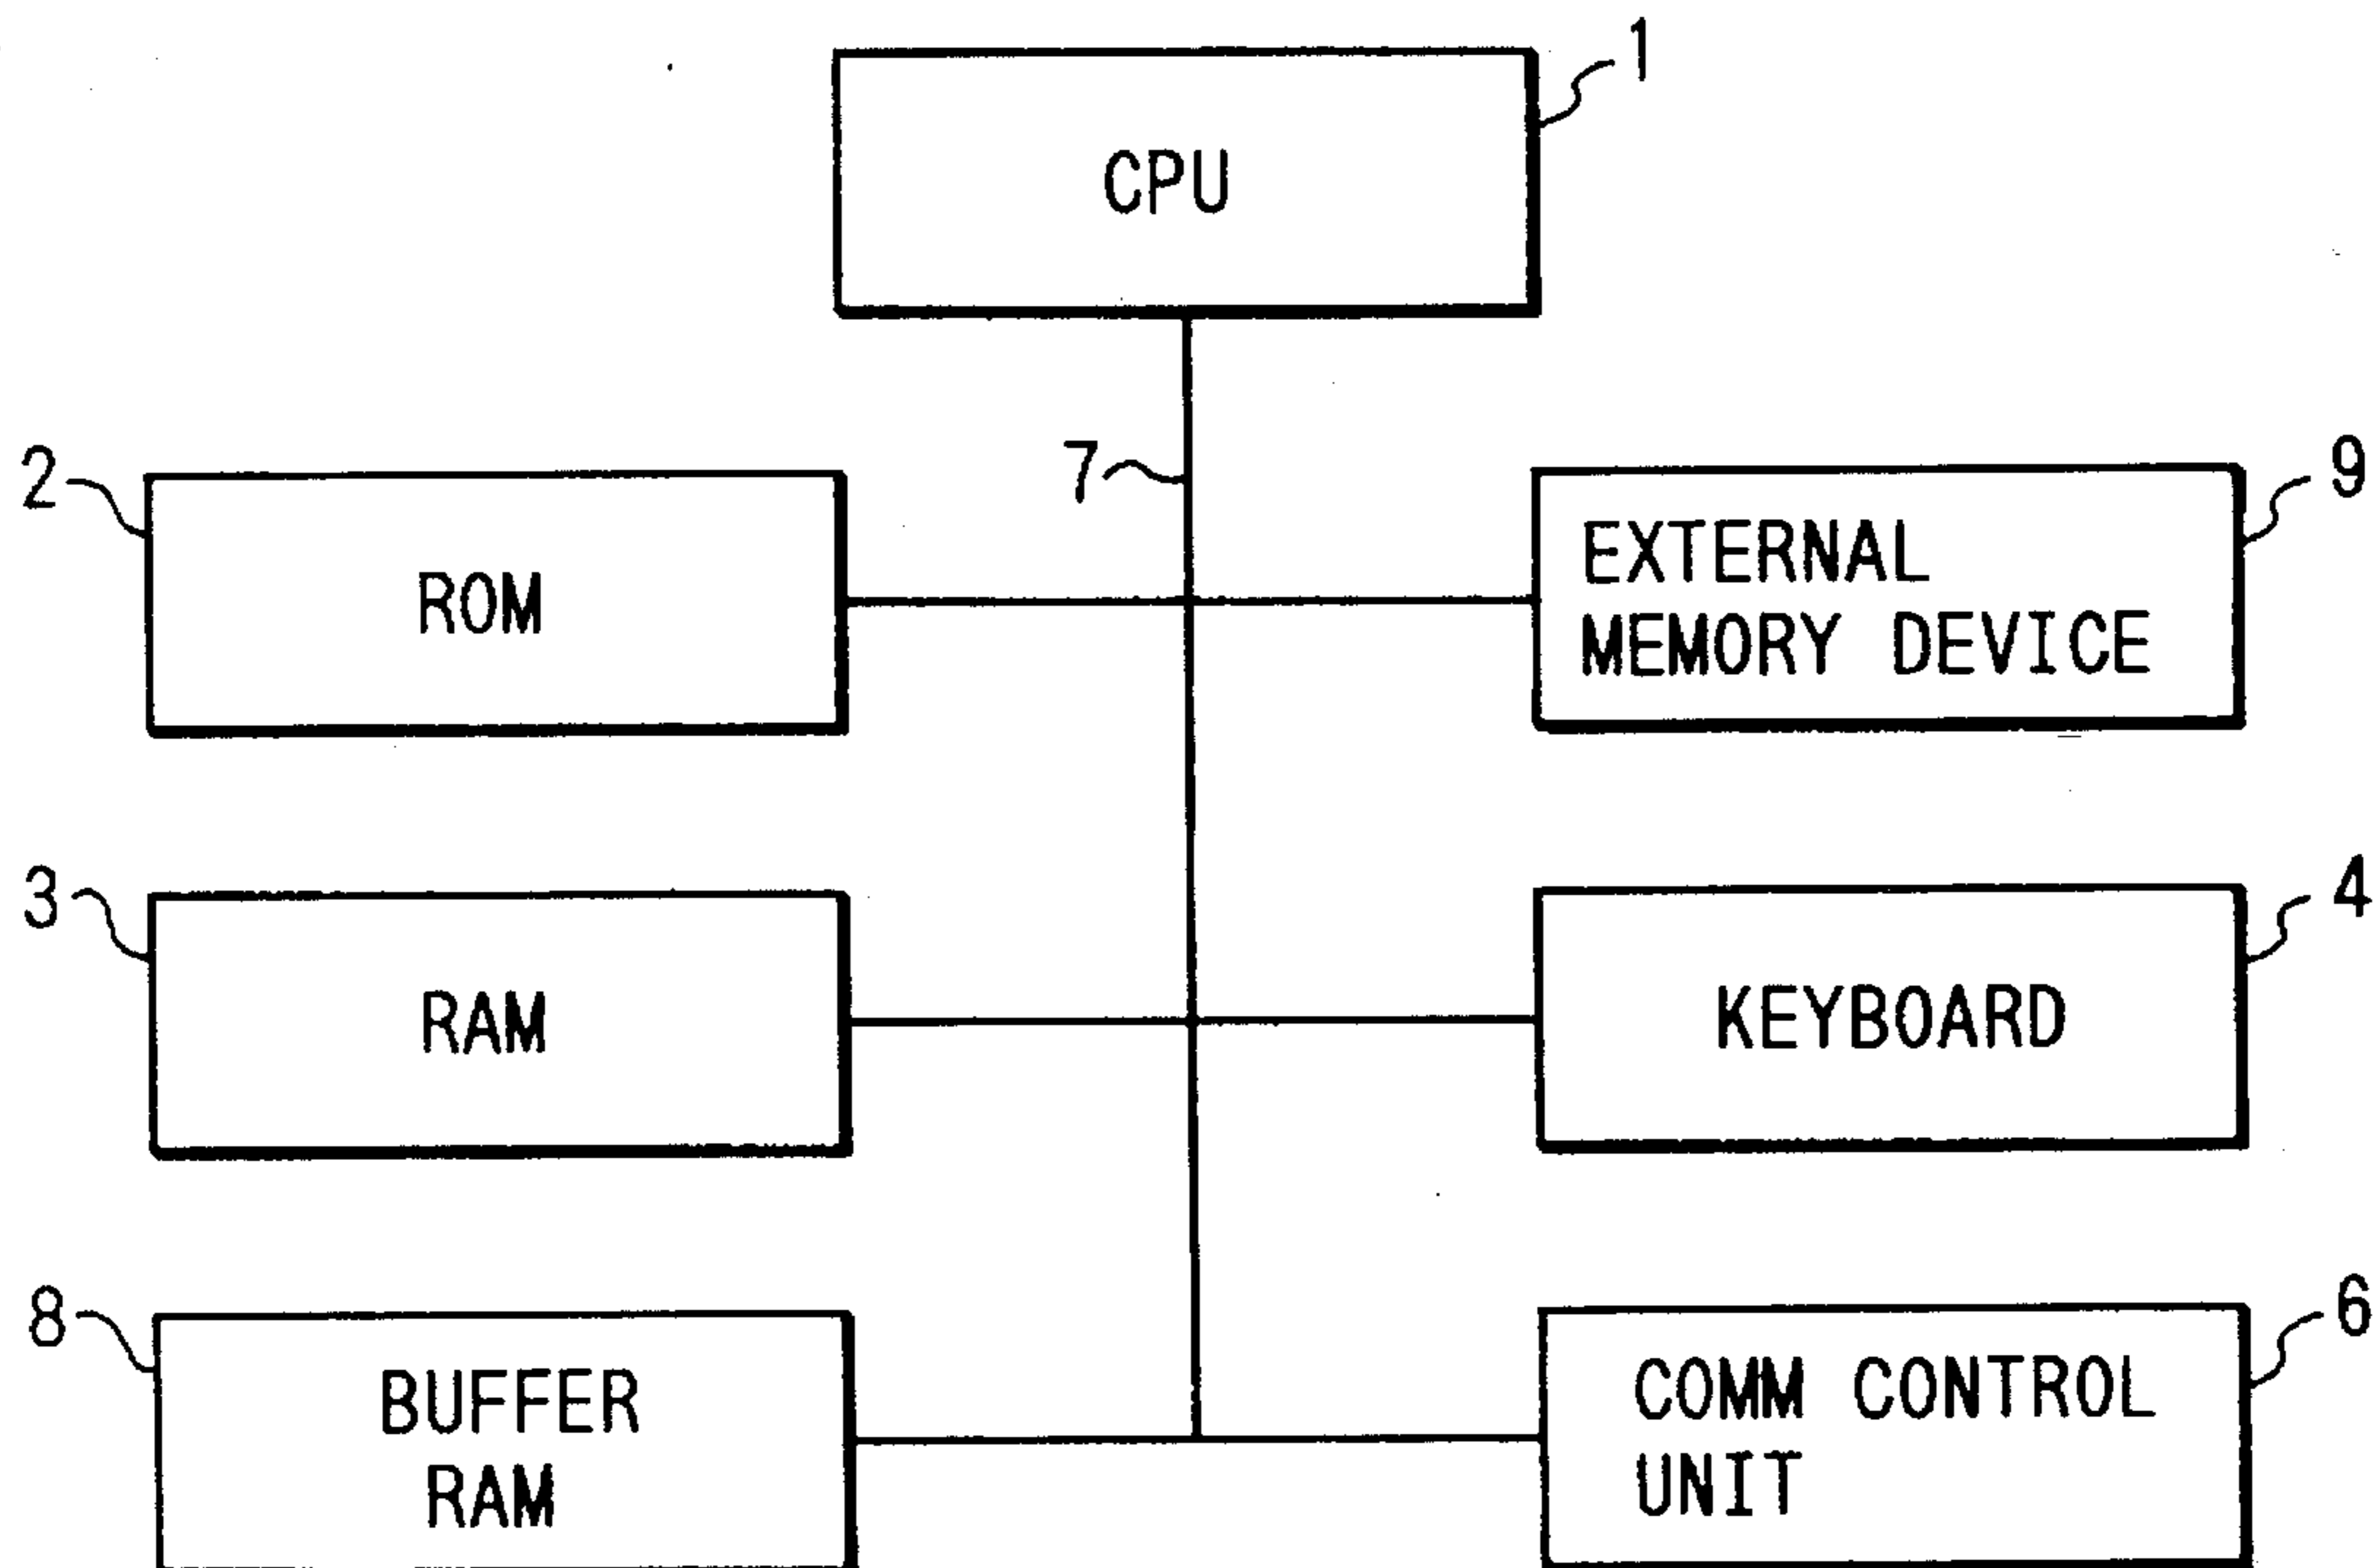 1
CPU
2
7
9
ROM
EXTERNAL
MEMORY DEVICE
3
4
RAM
KEYBOARD
8
6
BUFFER
RAM
COMM CONTROL
UNIT